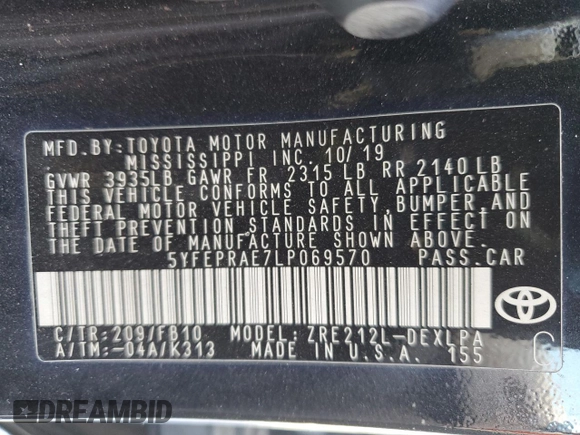 MFD.BY:TOYOTA MOTOR MANUFACTURING
MISSISSIPPI INC. 10/19
GVWR 3935LB GAWR FR 2315 LB RR 2140LB
THIS VEHICLE CONFORMS TO ALL APPLICABLE
FEDERAL MOTOR VEHICLE SAFETY, BUMPER, AND
THEFT PREVENTION STANDARDS IN EFFECT ON
THE DATE OF MANUFACTURE SHOWN ABOVE.
5YFEPRAE7LP069570 PASS.CAR
C/TR:209/FB10 MODEL:ZRE212L-DEXLPA
A/TM:-04A/K313 MADE IN U.S.A. 155
C
DREAMBID